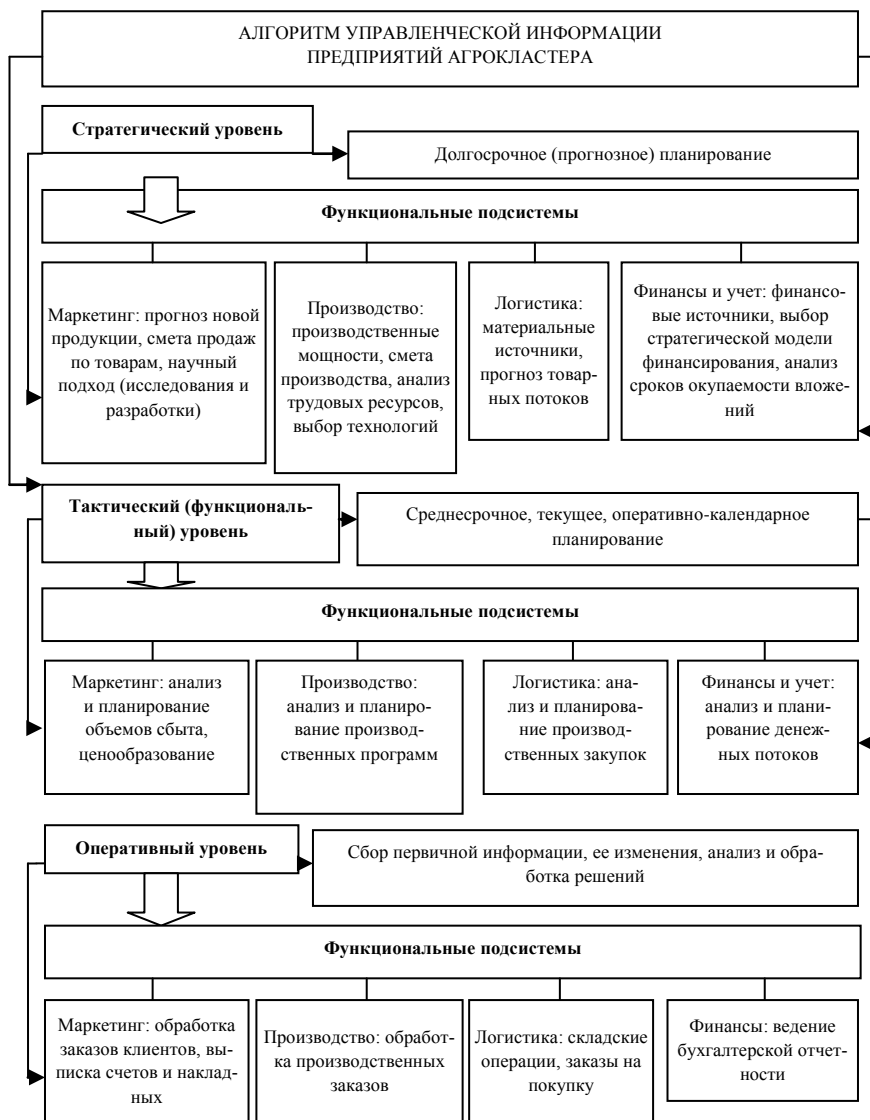 АЛГОРИТМ УПРАВЛЕНЧЕСКОЙ ИНФОРМАЦИИ
ПРЕДПРИЯТИЙ АГРОКЛАСТЕРА
Стратегический уровень
Долгосрочное (прогнозное) планирование
Функциональные подсистемы
Маркетинг: прогноз новой
продукции, смета продаж
по товарам, научный
подход (исследования и
разработки)
Производство:
производственные
мощности, смета
производства, анализ
трудовых ресурсов,
выбор технологий
Логистика:
материальные
источники,
прогноз товар-
ных потоков
Финансы и учет: финансо-
вые источники, выбор
стратегической модели
финансирования, анализ
сроков окупаемости вложе-
ний
Тактический (функциональ-
ный) уровень
Среднесрочное, текущее, оперативно-календарное
планирование
Функциональные подсистемы
Маркетинг: анализ
и планирование
объемов сбыта,
ценообразование
Производство:
анализ и планиро-
вание производ-
ственных программ
Логистика: ана-
лиз и планирова-
ние производ-
ственных закупок
Финансы и учет:
анализ и плани-
рование денеж-
ных потоков
Оперативный уровень
Сбор первичной информации, ее изменения, анализ и обра-
ботка решений
Функциональные подсистемы
Маркетинг: обработка
заказов клиентов, вы-
писка счетов и наклад-
ных
Производство: обработ-
ка производственных
заказов
Логистика: складские
операции, заказы на
покупку
Финансы: ведение
бухгалтерской отчет-
ности